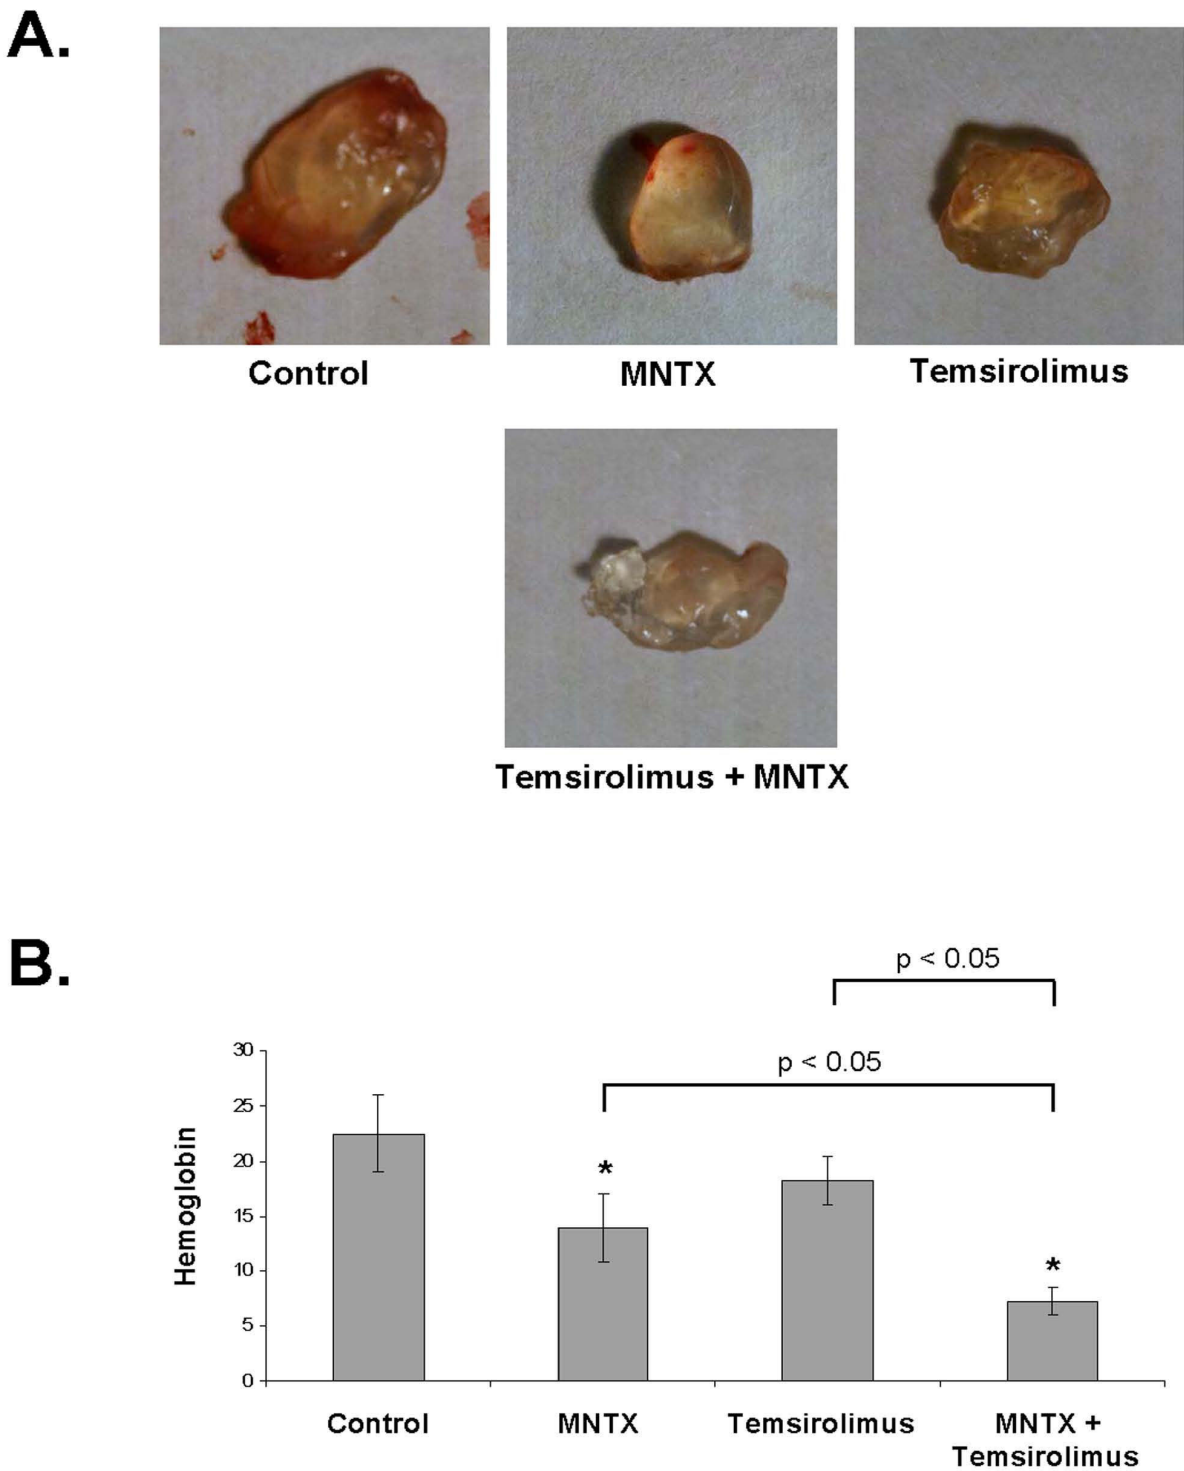 A.
Control
MNTX
Temsirolimus
Temsirolimus + MNTX
B.
p < 0.05
p < 0.05
30
25
20
15
10
5
0
Hemoglobin
*
*
Control
MNTX
Temsirolimus
MNTX +
Temsirolimus